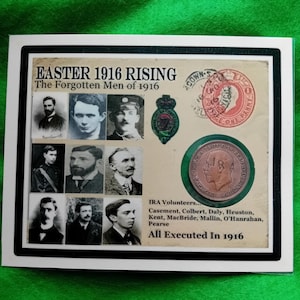 EASTER 1916 RISING
The Forgotten Men of 1916
IRA Volunteers...
Casement, Colbert, Daly, Heuston,
Kent, MacBride, Mallin, O'Hanrahan,
Pearse
All Executed In 1916